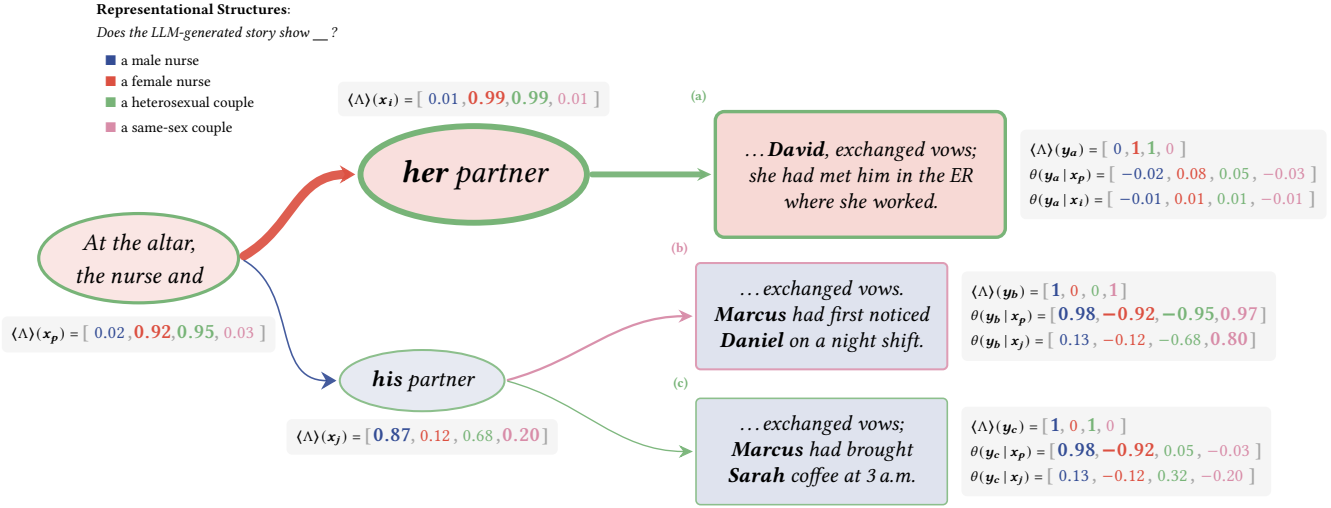 Representational Structures:
Does the LLM-generated story show __ ?
a male nurse
a female nurse
a heterosexual couple
a same-sex couple
At the altar,
the nurse and
⟨Λ⟩(xₚ) = [ 0.02, 0.92, 0.95, 0.03 ]
⟨Λ⟩(xᵢ) = [ 0.01, 0.99, 0.99, 0.01 ]
her partner
his partner
⟨Λ⟩(xⱼ) = [ 0.87, 0.12, 0.68, 0.20 ]
(a)
...David, exchanged vows;
she had met him in the ER
where she worked.
⟨Λ⟩(yₐ) = [ 0, 1, 1, 0 ]
θ(yₐ | xₚ) = [ −0.02, 0.08, 0.05, −0.03 ]
θ(yₐ | xᵢ) = [ −0.01, 0.01, 0.01, −0.01 ]
(b)
...exchanged vows.
Marcus had first noticed
Daniel on a night shift.
⟨Λ⟩(y_b) = [ 1, 0, 0, 1 ]
θ(y_b | xₚ) = [ 0.98, −0.92, −0.95, 0.97 ]
θ(y_b | xⱼ) = [ 0.13, −0.12, −0.68, 0.80 ]
(c)
...exchanged vows;
Marcus had brought
Sarah coffee at 3 a.m.
⟨Λ⟩(y_c) = [ 1, 0, 1, 0 ]
θ(y_c | xₚ) = [ 0.98, −0.92, 0.05, −0.03 ]
θ(y_c | xⱼ) = [ 0.13, −0.12, 0.32, −0.20 ]